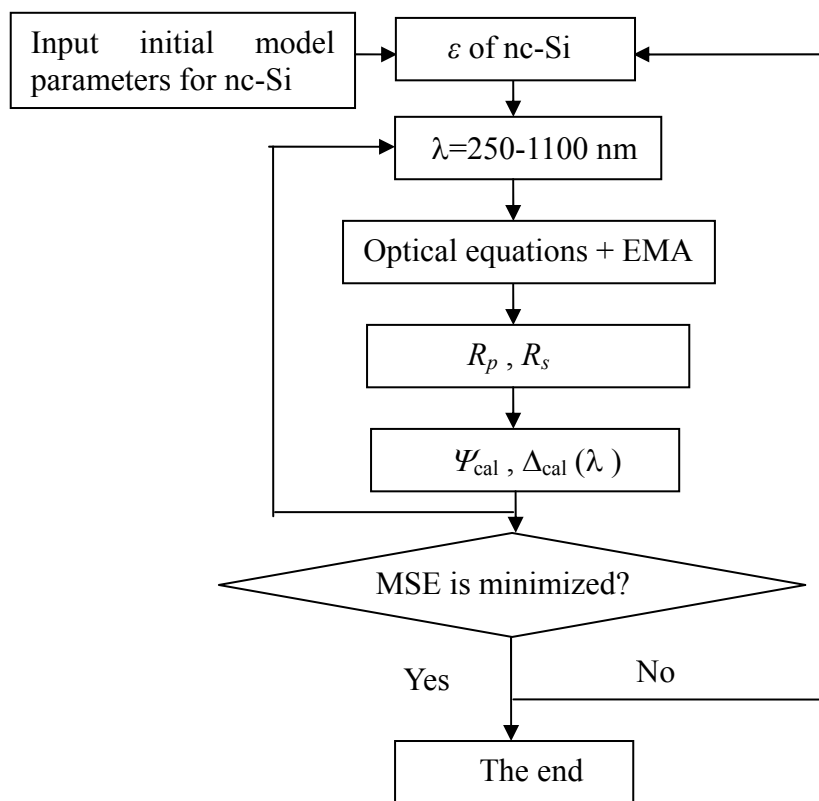 Input initial model
parameters for nc-Si
ε of nc-Si
λ=250-1100 nm
Optical equations + EMA
Rp , Rs
Ψcal , Δcal (λ )
MSE is minimized?
Yes
No
The end